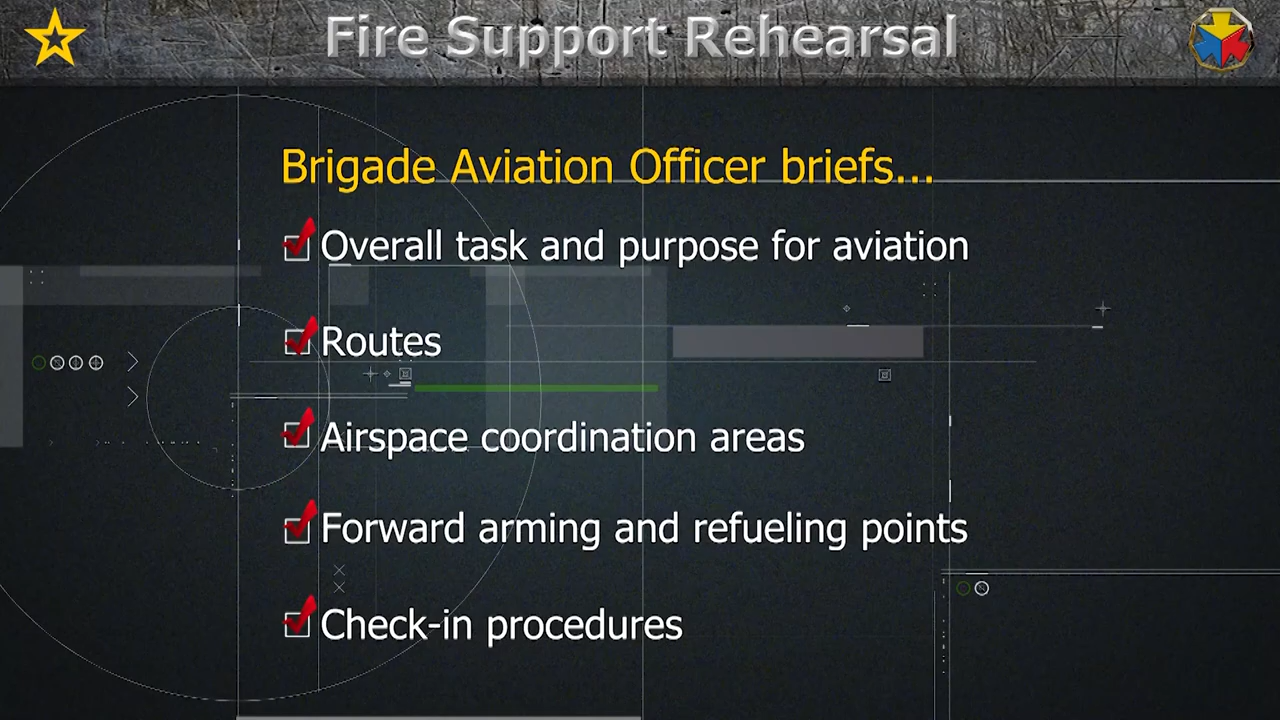 Fire Support Rehearsal
Brigade Aviation Officer briefs...
Overall task and purpose for aviation
Routes
Airspace coordination areas
Forward arming and refueling points
Check-in procedures